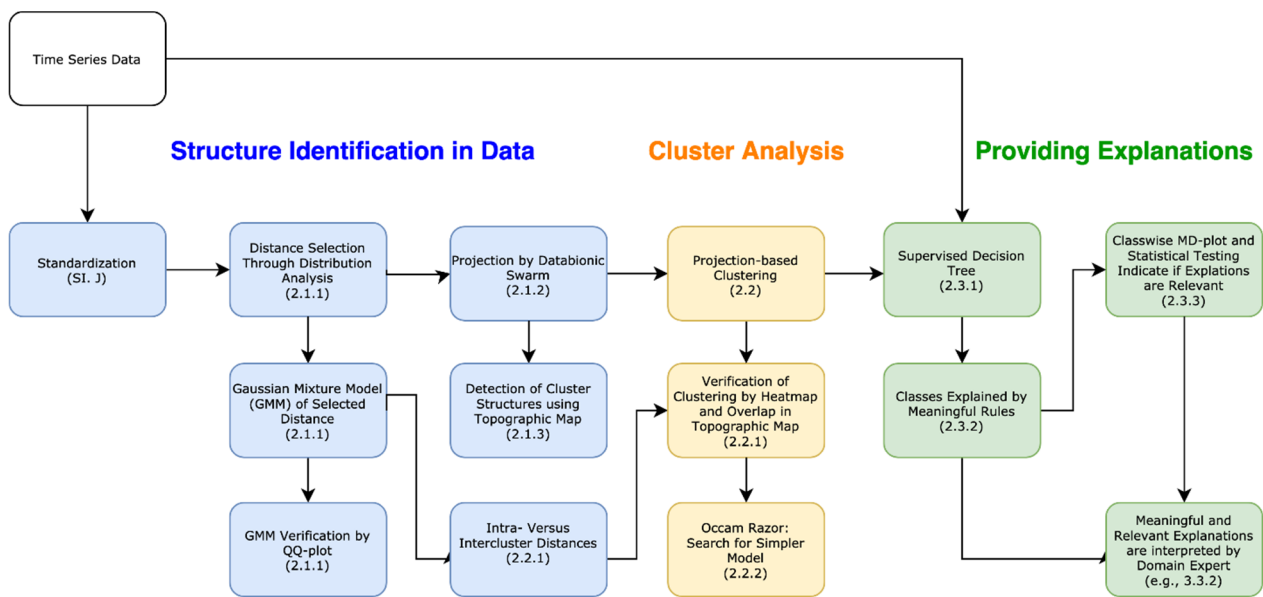 Time Series Data
Structure Identification in Data
Cluster Analysis
Providing Explanations
Standardization
(SI. J)
Distance Selection
Through Distribution
Analysis
(2.1.1)
Projection by Databionic
Swarm
(2.1.2)
Projection-based
Clustering
(2.2)
Supervised Decision
Tree
(2.3.1)
Classwise MD-plot and
Statistical Testing
Indicate if Explations
are Relevant
(2.3.3)
Gaussian Mixture Model
(GMM) of Selected
Distance
(2.1.1)
Detection of Cluster
Structures using
Topographic Map
(2.1.3)
Verification of
Clustering by Heatmap
and Overlap in
Topographic Map
(2.2.1)
Classes Explained by
Meaningful Rules
(2.3.2)
GMM Verification by
QQ-plot
(2.1.1)
Intra- Versus
Intercluster Distances
(2.2.1)
Occam Razor:
Search for Simpler
Model
(2.2.2)
Meaningful and
Relevant Explanations
are interpreted by
Domain Expert
(e.g., 3.3.2)